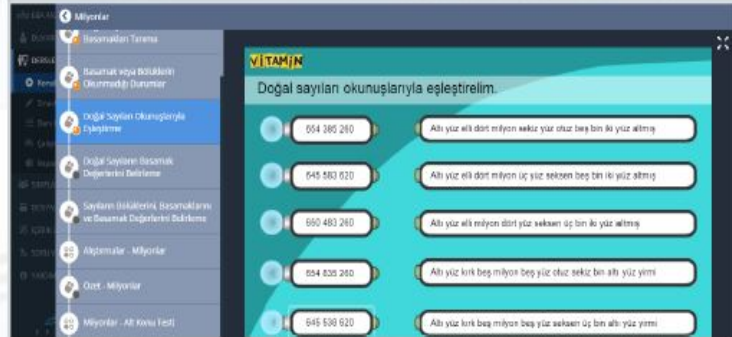 Milyonlar
Basamakları Tanıma
Basamak veya Bölüklerin
Okunmadığı Durumlar
Doğal Sayıları Okunuşlarıyla
Eşleştirme
Doğal Sayıların Basamak
Değerlerini Belirleme
Sayıların Bölüklerini, Basamaklarını
ve Basamak Değerlerini Belirleme
Alıştırmalar - Milyonlar
Özet - Milyonlar
Milyonlar - Alt Konu Testi
VİTAMİN
Doğal sayıları okunuşlarıyla eşleştirelim.
654 385 260
Altı yüz elli dört milyon sekiz yüz otuz beş bin iki yüz altmış
645 583 620
Altı yüz elli dört milyon üç yüz seksen beş bin iki yüz altmış
650 483 260
Altı yüz elli milyon dört yüz seksen üç bin iki yüz altmış
654 835 260
Altı yüz kırk beş milyon beş yüz otuz sekiz bin altı yüz yirmi
645 538 620
Altı yüz kırk beş milyon beş yüz seksen üç bin altı yüz yirmi